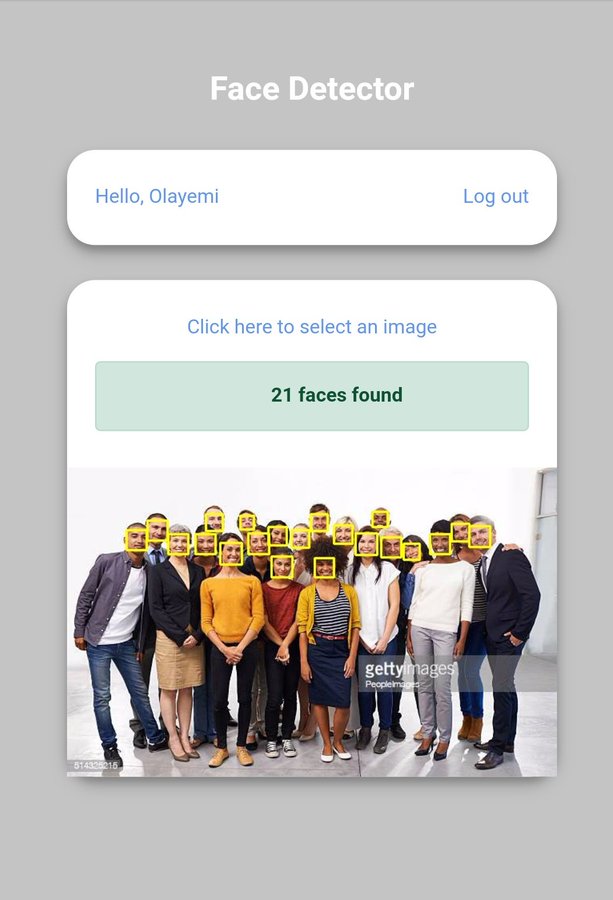 Face Detector
Hello, Olayemi
Log out
Click here to select an image
21 faces found
gettyimages
PeopleImages
514325215